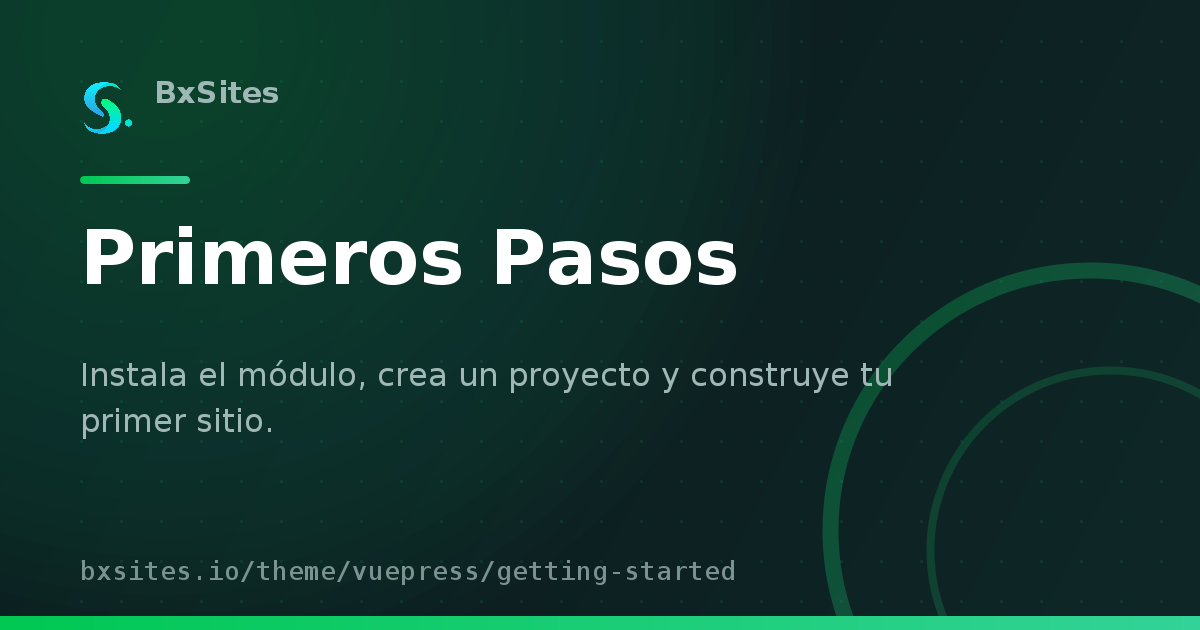 BxSites
Primeros Pasos
Instala el módulo, crea un proyecto y construye tu
primer sitio.
bxsites.io/theme/vuepress/getting-started